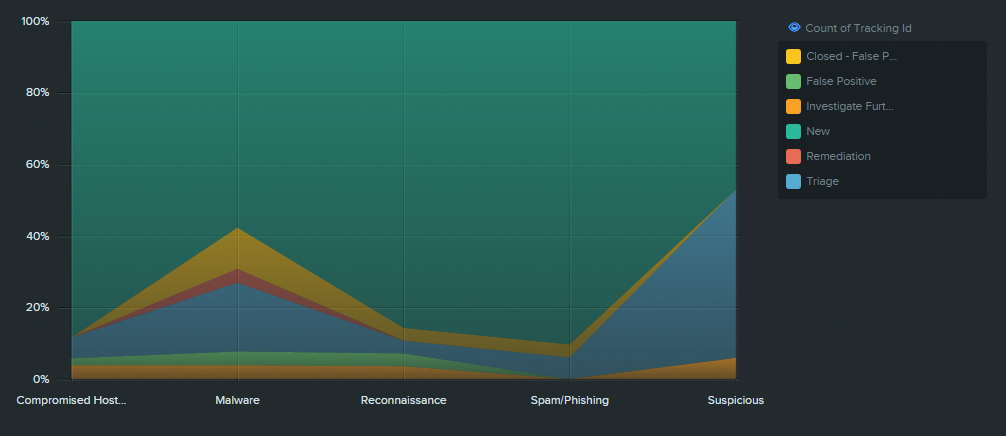 100%
80%
60%
40%
20%
0%
Compromised Host...
Malware
Reconnaissance
Spam/Phishing
Suspicious
Count of Tracking Id
Closed - False P...
False Positive
Investigate Furt...
New
Remediation
Triage